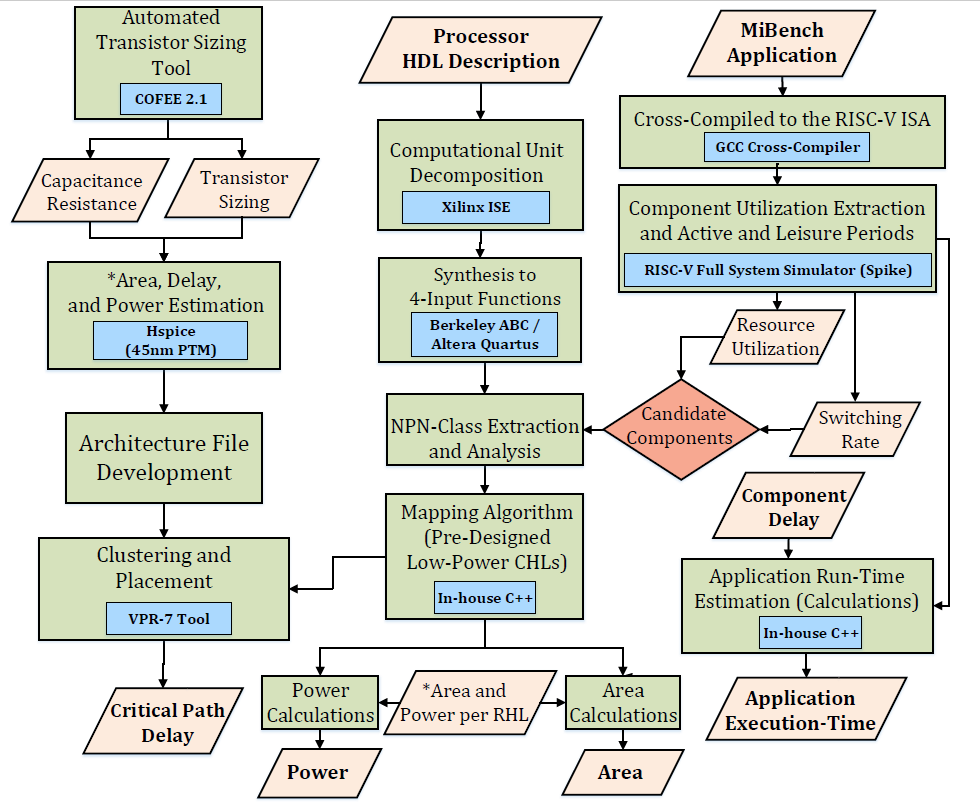 Automated
Transistor Sizing
Tool
COFEE 2.1
Capacitance
Resistance
Transistor
Sizing
*Area, Delay,
and Power Estimation
Hspice
(45nm PTM)
Architecture File
Development
Clustering and
Placement
VPR-7 Tool
Critical Path
Delay
Processor
HDL Description
Computational Unit
Decomposition
Xilinx ISE
Synthesis to
4-Input Functions
Berkeley ABC /
Altera Quartus
NPN-Class Extraction
and Analysis
Mapping Algorithm
(Pre-Designed
Low-Power CHLs)
In-house C++
Power
Calculations
*Area and
Power per RHL
Area
Calculations
Power
Area
MiBench
Application
Cross-Compiled to the RISC-V ISA
GCC Cross-Compiler
Component Utilization Extraction
and Active and Leisure Periods
RISC-V Full System Simulator (Spike)
Resource
Utilization
Candidate
Components
Switching
Rate
Component
Delay
Application Run-Time
Estimation (Calculations)
In-house C++
Application
Execution-Time